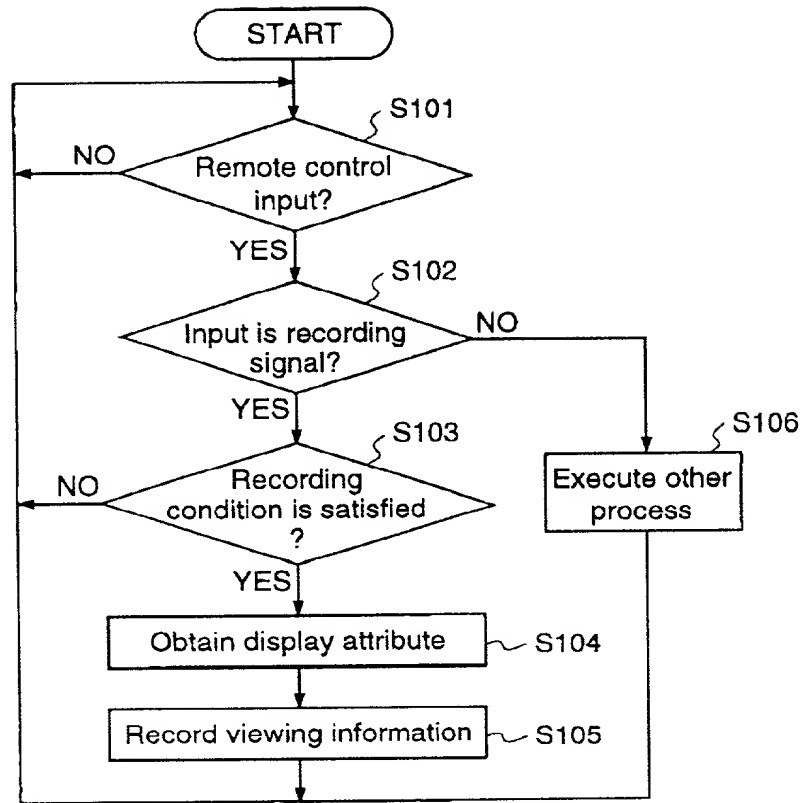 START
S101
NO
Remote control
input?
YES
S102
NO
Input is recording
signal?
YES
S103
S106
NO
Recording
condition is satisfied
?
Execute other
process
YES
Obtain display attribute
S104
Record viewing information
S105